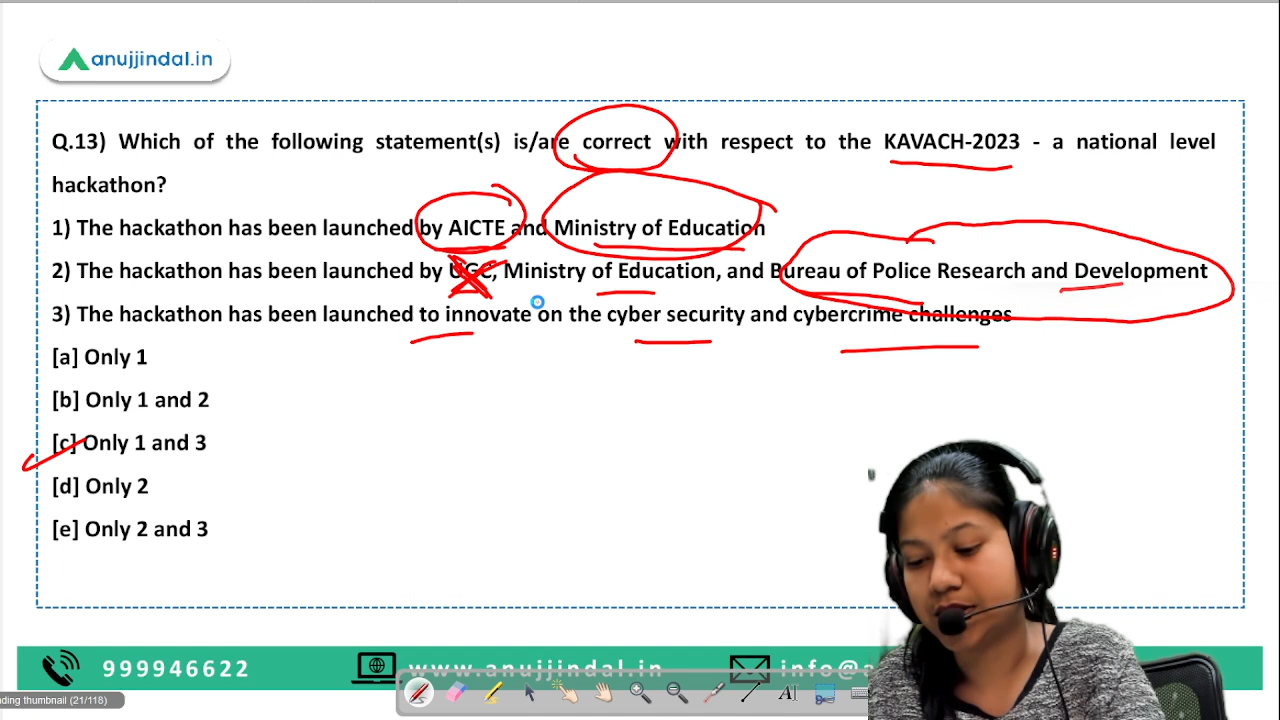 anujjindal.in
Q.13) Which of the following statement(s) is/are correct with respect to the KAVACH-2023 - a national level
hackathon?
1) The hackathon has been launched by AICTE and Ministry of Education
2) The hackathon has been launched by UGC, Ministry of Education, and Bureau of Police Research and Development
3) The hackathon has been launched to innovate on the cyber security and cybercrime challenges
[a] Only 1
[b] Only 1 and 2
[c] Only 1 and 3
[d] Only 2
[e] Only 2 and 3
999946622 www.anujjindal.in info@a
ding thumbnail (21/118)